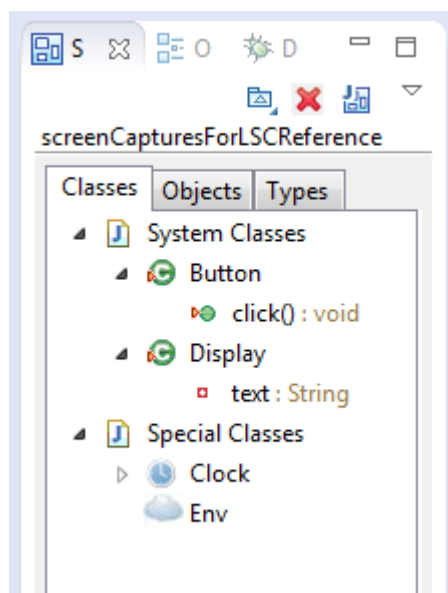 S O D
screenCapturesForLSCReference
Classes Objects Types
System Classes
Button
click() : void
Display
text : String
Special Classes
Clock
Env